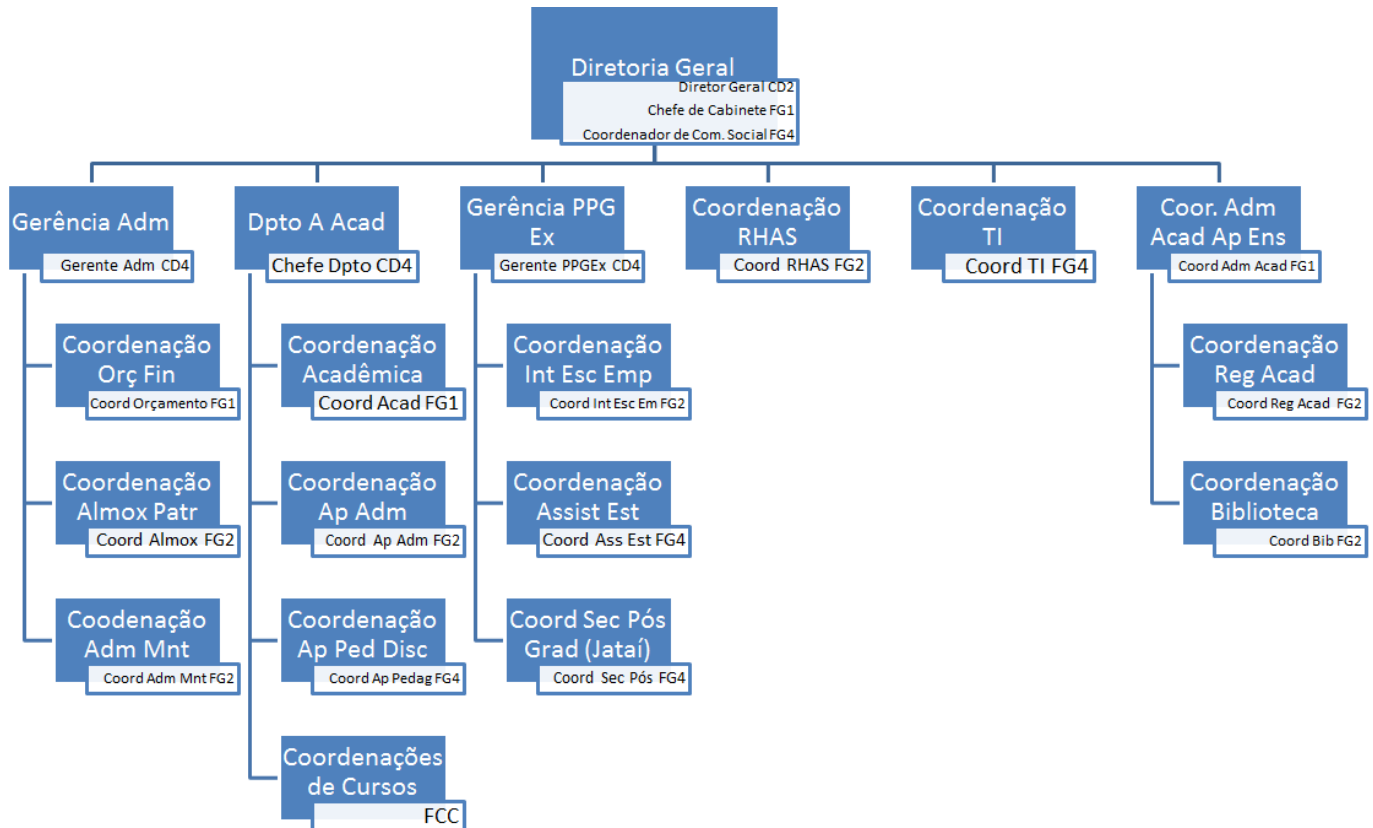 Diretoria Geral
Diretor Geral CD2
Chefe de Cabinete FG1
Coordenador de Com. Social FG4
Gerência Adm
Gerente Adm CD4
Dpto A Acad
Chefe Dpto CD4
Gerência PPG
Ex
Gerente PPGEx CD4
Coordenação
RHAS
Coord RHAS FG2
Coordenação
TI
Coord TI FG4
Coor. Adm
Acad Ap Ens
Coord Adm Acad FG1
Coordenação
Orç Fin
Coord Orçamento FG1
Coordenação
Acadêmica
Coord Acad FG1
Coordenação
Int Esc Emp
Coord Int Esc Em FG2
Coordenação
Reg Acad
Coord Reg Acad FG2
Coordenação
Almox Patr
Coord Almox FG2
Coordenação
Ap Adm
Coord Ap Adm FG2
Coordenação
Assist Est
Coord Ass Est FG4
Coordenação
Biblioteca
Coord Bib FG2
Coodenação
Adm Mnt
Coord Adm Mnt FG2
Coordenação
Ap Ped Disc
Coord Ap Pedag FG4
Coord Sec Pós
Grad (Jataí)
Coord Sec Pós FG4
Coordenações
de Cursos
FCC